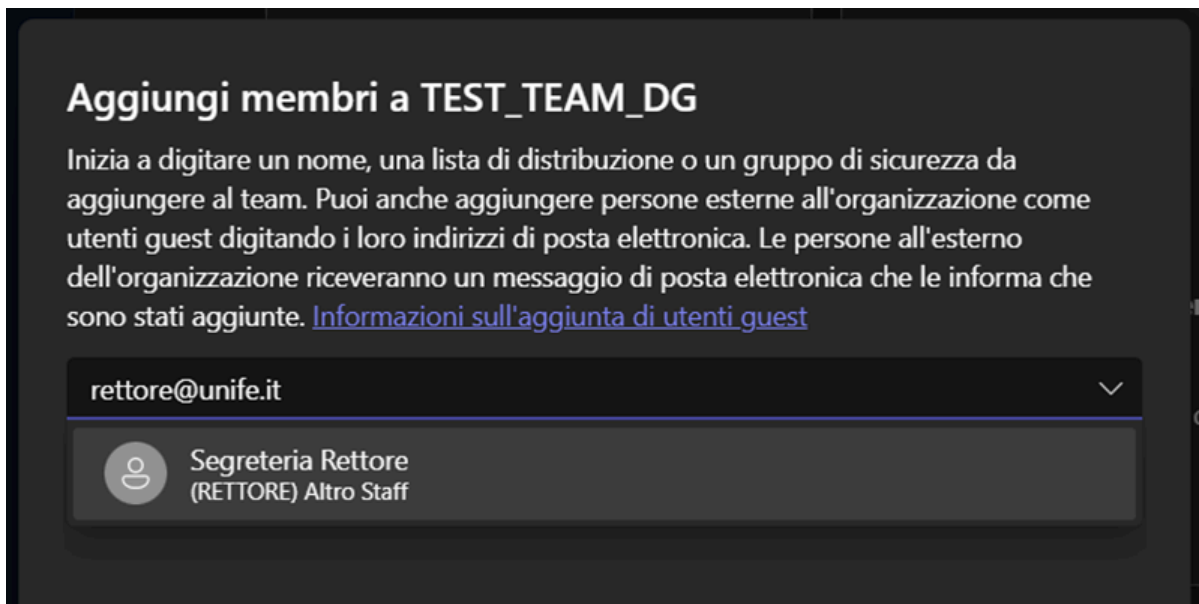 Aggiungi membri a TEST_TEAM_DG
Inizia a digitare un nome, una lista di distribuzione o un gruppo di sicurezza da
aggiungere al team. Puoi anche aggiungere persone esterne all'organizzazione come
utenti guest digitando i loro indirizzi di posta elettronica. Le persone all'esterno
dell'organizzazione riceveranno un messaggio di posta elettronica che le informa che
sono stati aggiunte. Informazioni sull'aggiunta di utenti guest
rettore@unife.it
Segreteria Rettore
(RETTORE) Altro Staff